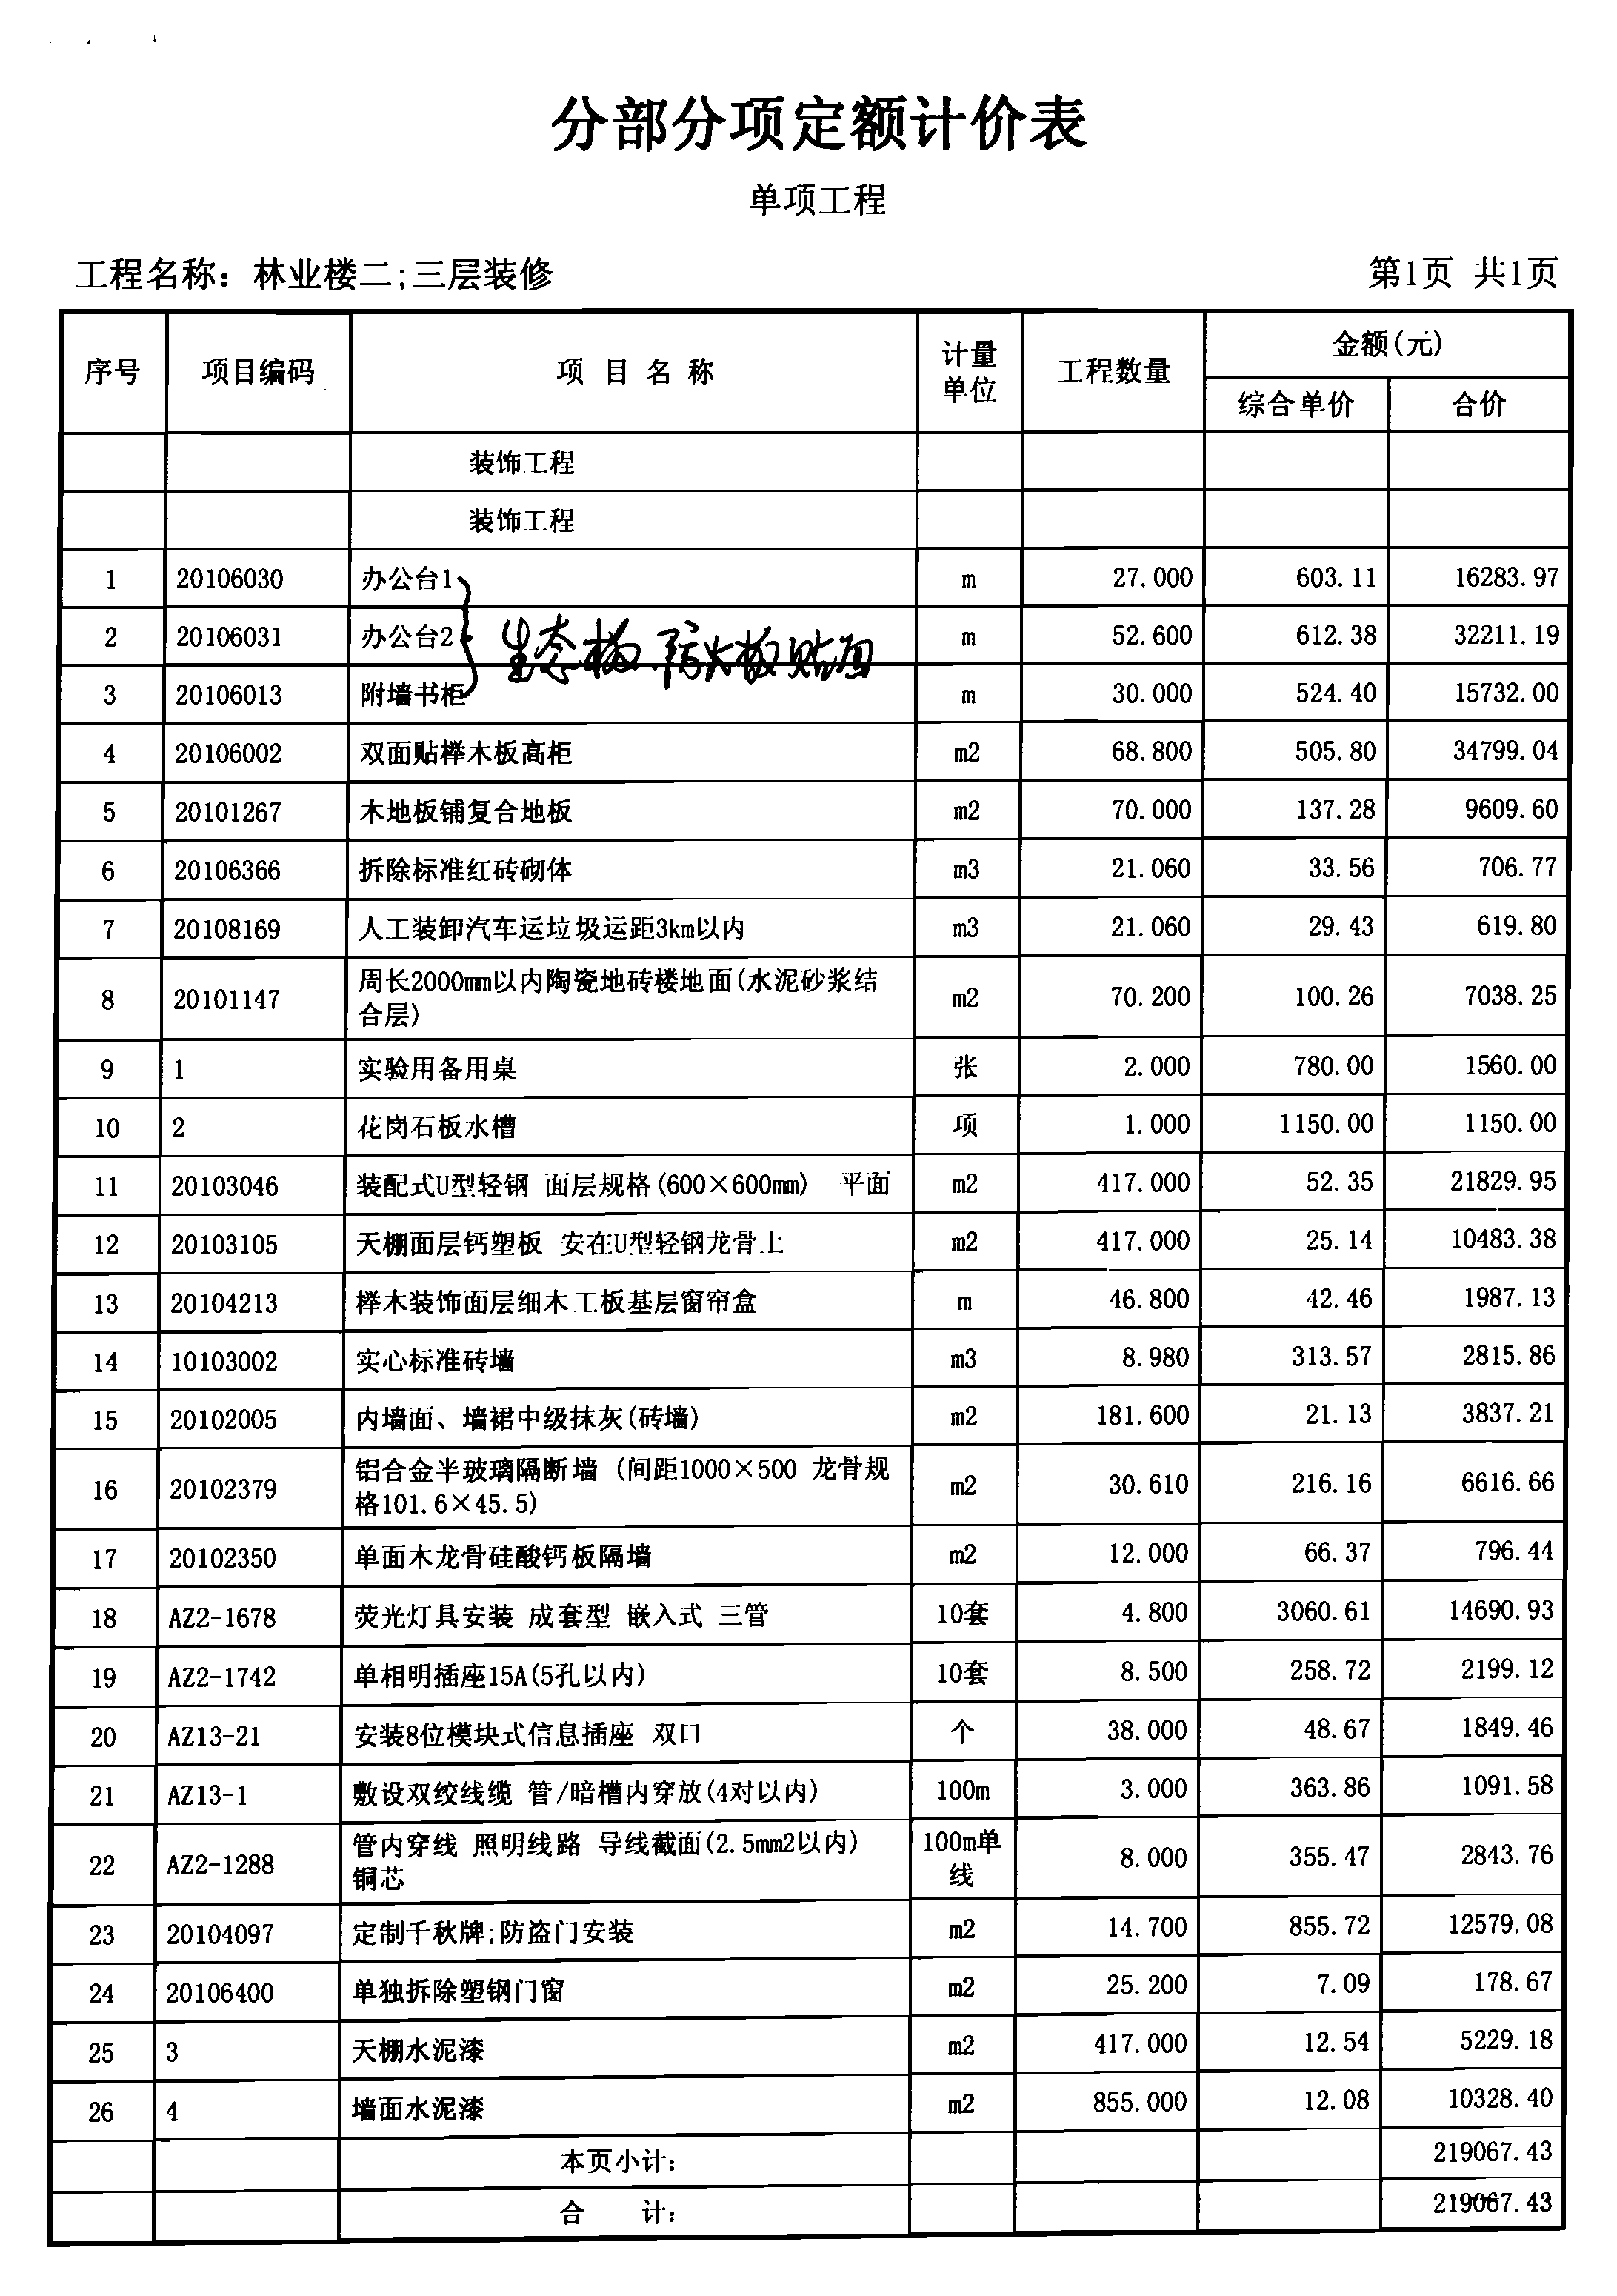 分部分项定额计价表
单项工程
工程名称：林业楼二;三层装修 第1页 共1页
序号 项目编码 项 目 名 称 计量单位 工程数量 金额(元)
综合单价 合价
装饰工程
装饰工程
1 20106030 办公台1 m 27.000 603.11 16283.97
2 20106031 办公台2 m 52.600 612.38 32211.19
生态板.防火板贴面
3 20106013 附墙书柜 m 30.000 524.40 15732.00
4 20106002 双面贴榉木板高柜 m2 68.800 505.80 34799.04
5 20101267 木地板铺复合地板 m2 70.000 137.28 9609.60
6 20106366 拆除标准红砖砌体 m3 21.060 33.56 706.77
7 20108169 人工装卸汽车运垃圾运距3km以内 m3 21.060 29.43 619.80
8 20101147 周长2000mm以内陶瓷地砖楼地面(水泥砂浆结
合层) m2 70.200 100.26 7038.25
9 1 实验用备用桌 张 2.000 780.00 1560.00
10 2 花岗石板水槽 项 1.000 1150.00 1150.00
11 20103046 装配式U型轻钢 面层规格(600×600mm) 平面 m2 417.000 52.35 21829.95
12 20103105 天棚面层钙塑板 安在U型轻钢龙骨上 m2 417.000 25.14 10483.38
13 20104213 榉木装饰面层细木工板基层窗帘盒 m 46.800 42.46 1987.13
14 10103002 实心标准砖墙 m3 8.980 313.57 2815.86
15 20102005 内墙面、墙裙中级抹灰(砖墙) m2 181.600 21.13 3837.21
16 20102379 铝合金半玻璃隔断墙 (间距1000×500 龙骨规
格101.6×45.5) m2 30.610 216.16 6616.66
17 20102350 单面木龙骨硅酸钙板隔墙 m2 12.000 66.37 796.44
18 AZ2-1678 荧光灯具安装 成套型 嵌入式 三管 10套 4.800 3060.61 14690.93
19 AZ2-1742 单相明插座15A(5孔以内) 10套 8.500 258.72 2199.12
20 AZ13-21 安装8位模块式信息插座 双口 个 38.000 48.67 1849.46
21 AZ13-1 敷设双绞线缆 管/暗槽内穿放(4对以内) 100m 3.000 363.86 1091.58
22 AZ2-1288 管内穿线 照明线路 导线截面(2.5mm2以内)
铜芯 100m单线 8.000 355.47 2843.76
23 20104097 定制千秋牌;防盗门安装 m2 14.700 855.72 12579.08
24 20106400 单独拆除塑钢门窗 m2 25.200 7.09 178.67
25 3 天棚水泥漆 m2 417.000 12.54 5229.18
26 4 墙面水泥漆 m2 855.000 12.08 10328.40
本页小计： 219067.43
合 计： 219067.43